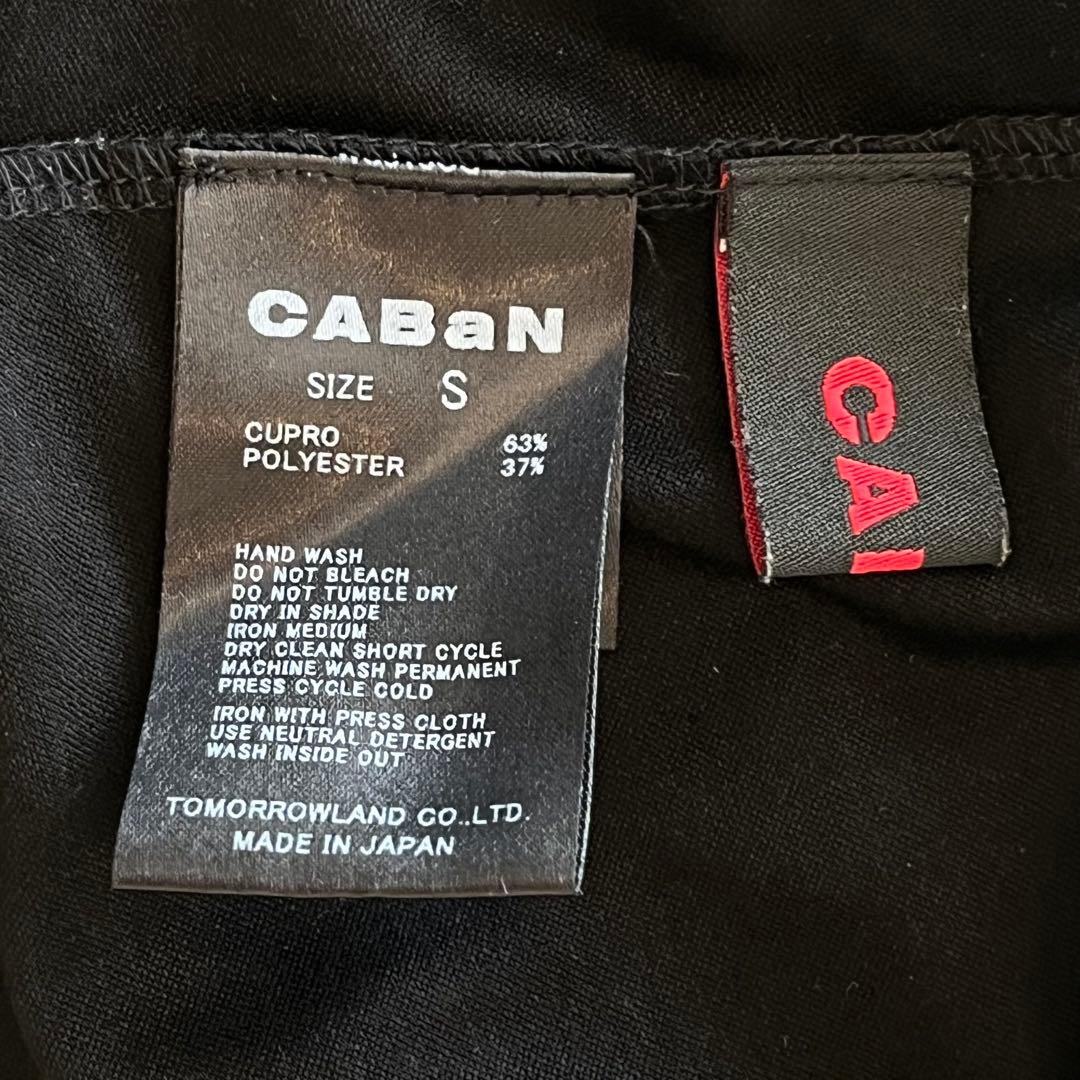 CABaN
SIZE S
CUPRO 63%
POLYESTER 37%
HAND WASH
DO NOT BLEACH
DO NOT TUMBLE DRY
DRY IN SHADE
IRON MEDIUM
DRY CLEAN SHORT CYCLE
MACHINE WASH PERMANENT
PRESS CYCLE COLD
IRON WITH PRESS CLOTH
USE NEUTRAL DETERGENT
WASH INSIDE OUT
TOMORROWLAND CO.,LTD.
MADE IN JAPAN
CA